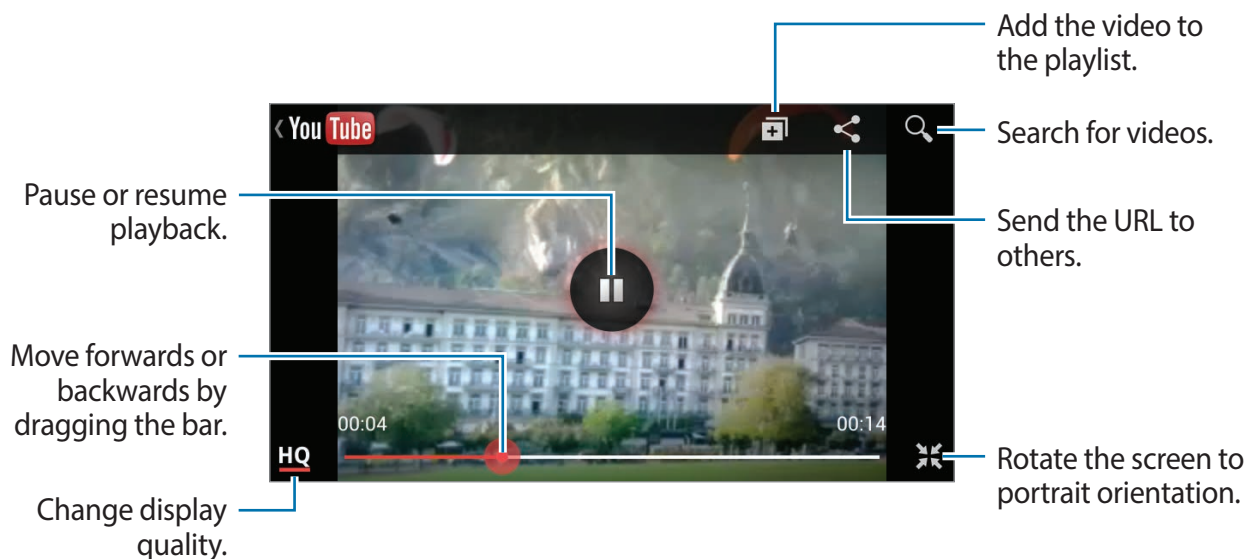 Add the video to
the playlist.
YouTube
Search for videos.
Pause or resume
playback.
Send the URL to
others.
Move forwards or
backwards by
dragging the bar.
00:04
00:14
HQ
Rotate the screen to
portrait orientation.
Change display
quality.